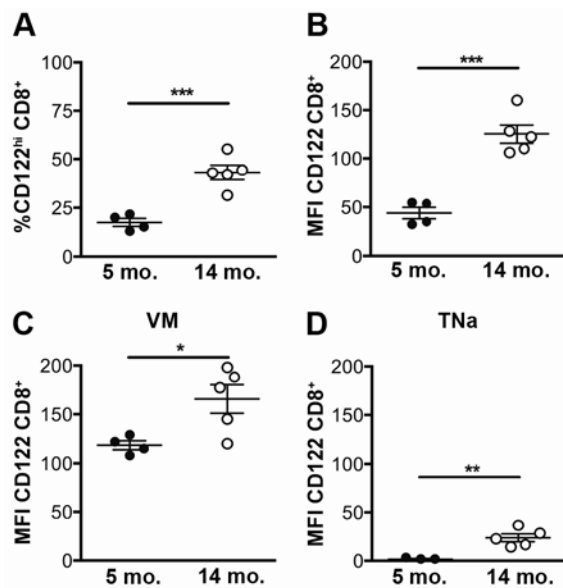 A
%CD122hi CD8+
100
75
50
25
0
***
5 mo.
14 mo.
B
MFI CD122 CD8+
200
150
100
50
0
***
5 mo.
14 mo.
C
VM
MFI CD122 CD8+
200
150
100
50
0
*
5 mo.
14 mo.
D
TNa
MFI CD122 CD8+
200
150
100
50
0
**
5 mo.
14 mo.